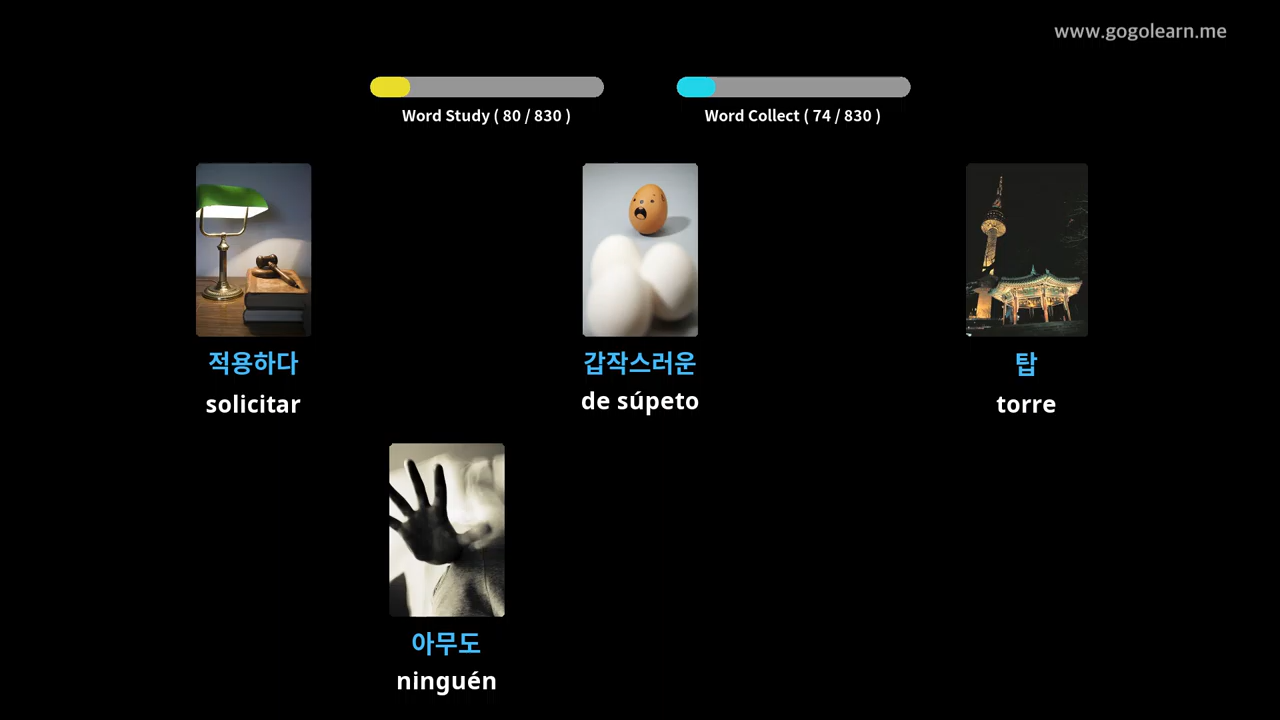 www.gogolearn.me
Word Study ( 80 / 830 )
Word Collect ( 74 / 830 )
적용하다
solicitar
갑작스러운
de súpeto
탑
torre
아무도
ninguén